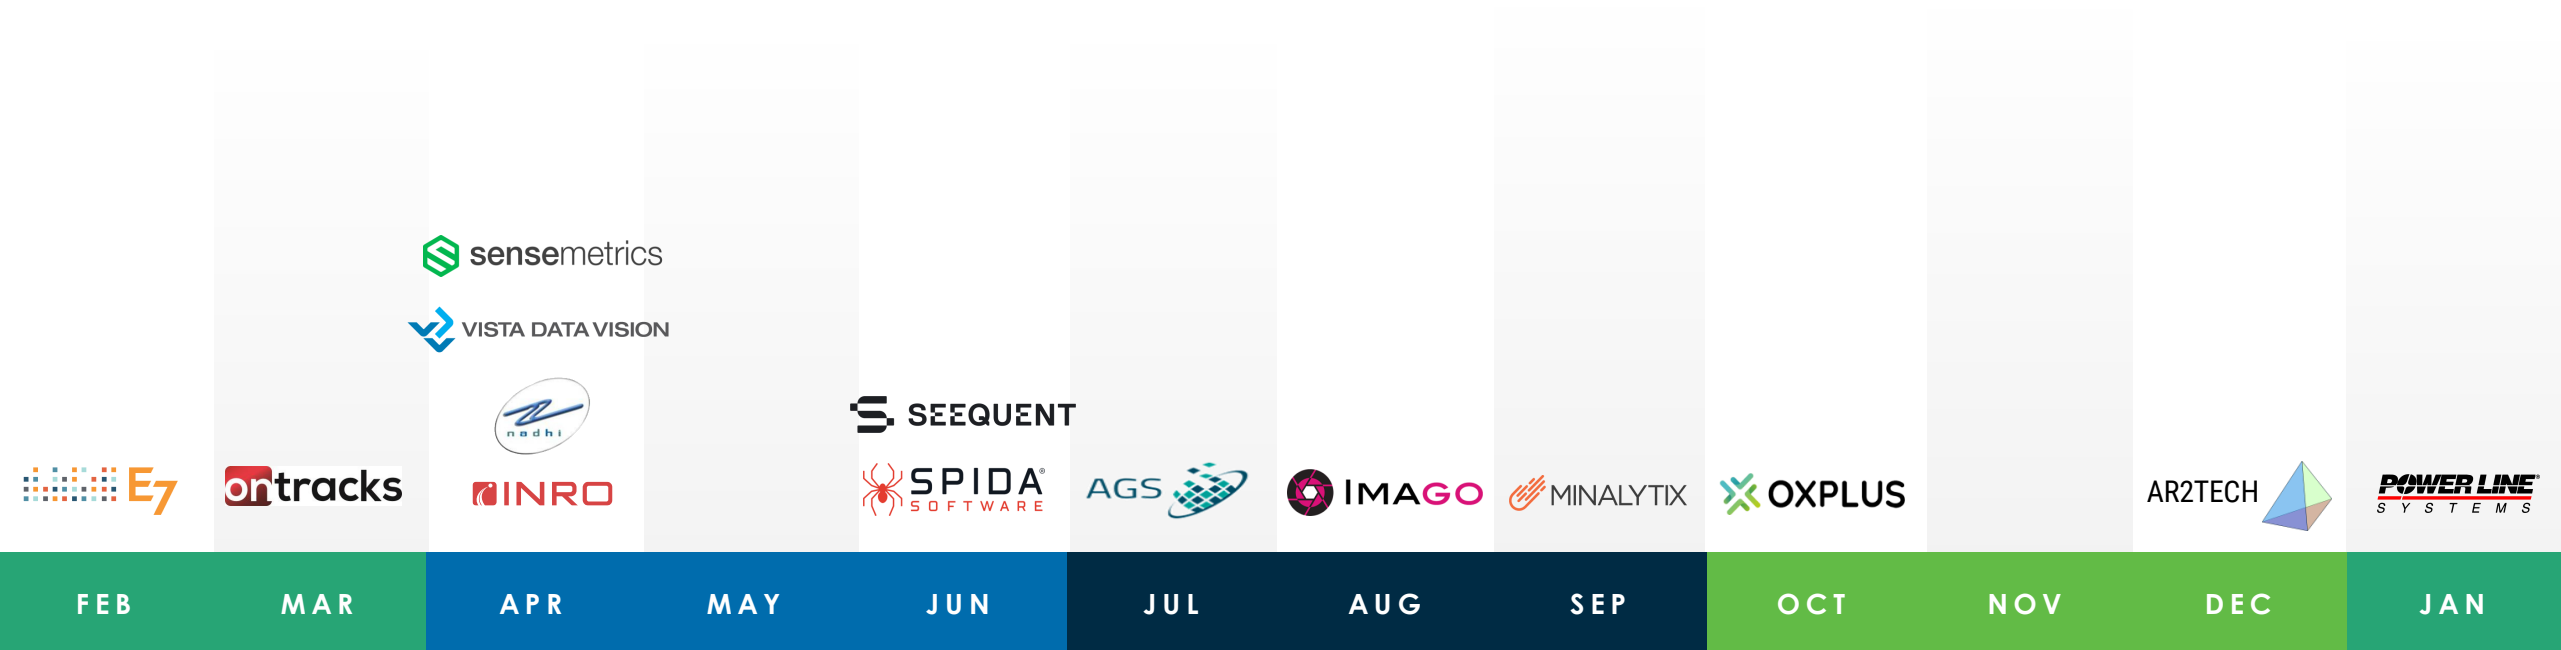 sensemetrics
VISTA DATA VISION
nadhi
SEEQUENT
E7
ontracks
INRO
SPIDA®
SOFTWARE
AGS
IMAGO
MINALYTIX
OXPLUS
AR2TECH
POWER LINE®
SYSTEMS
FEB MAR APR MAY JUN JUL AUG SEP OCT NOV DEC JAN